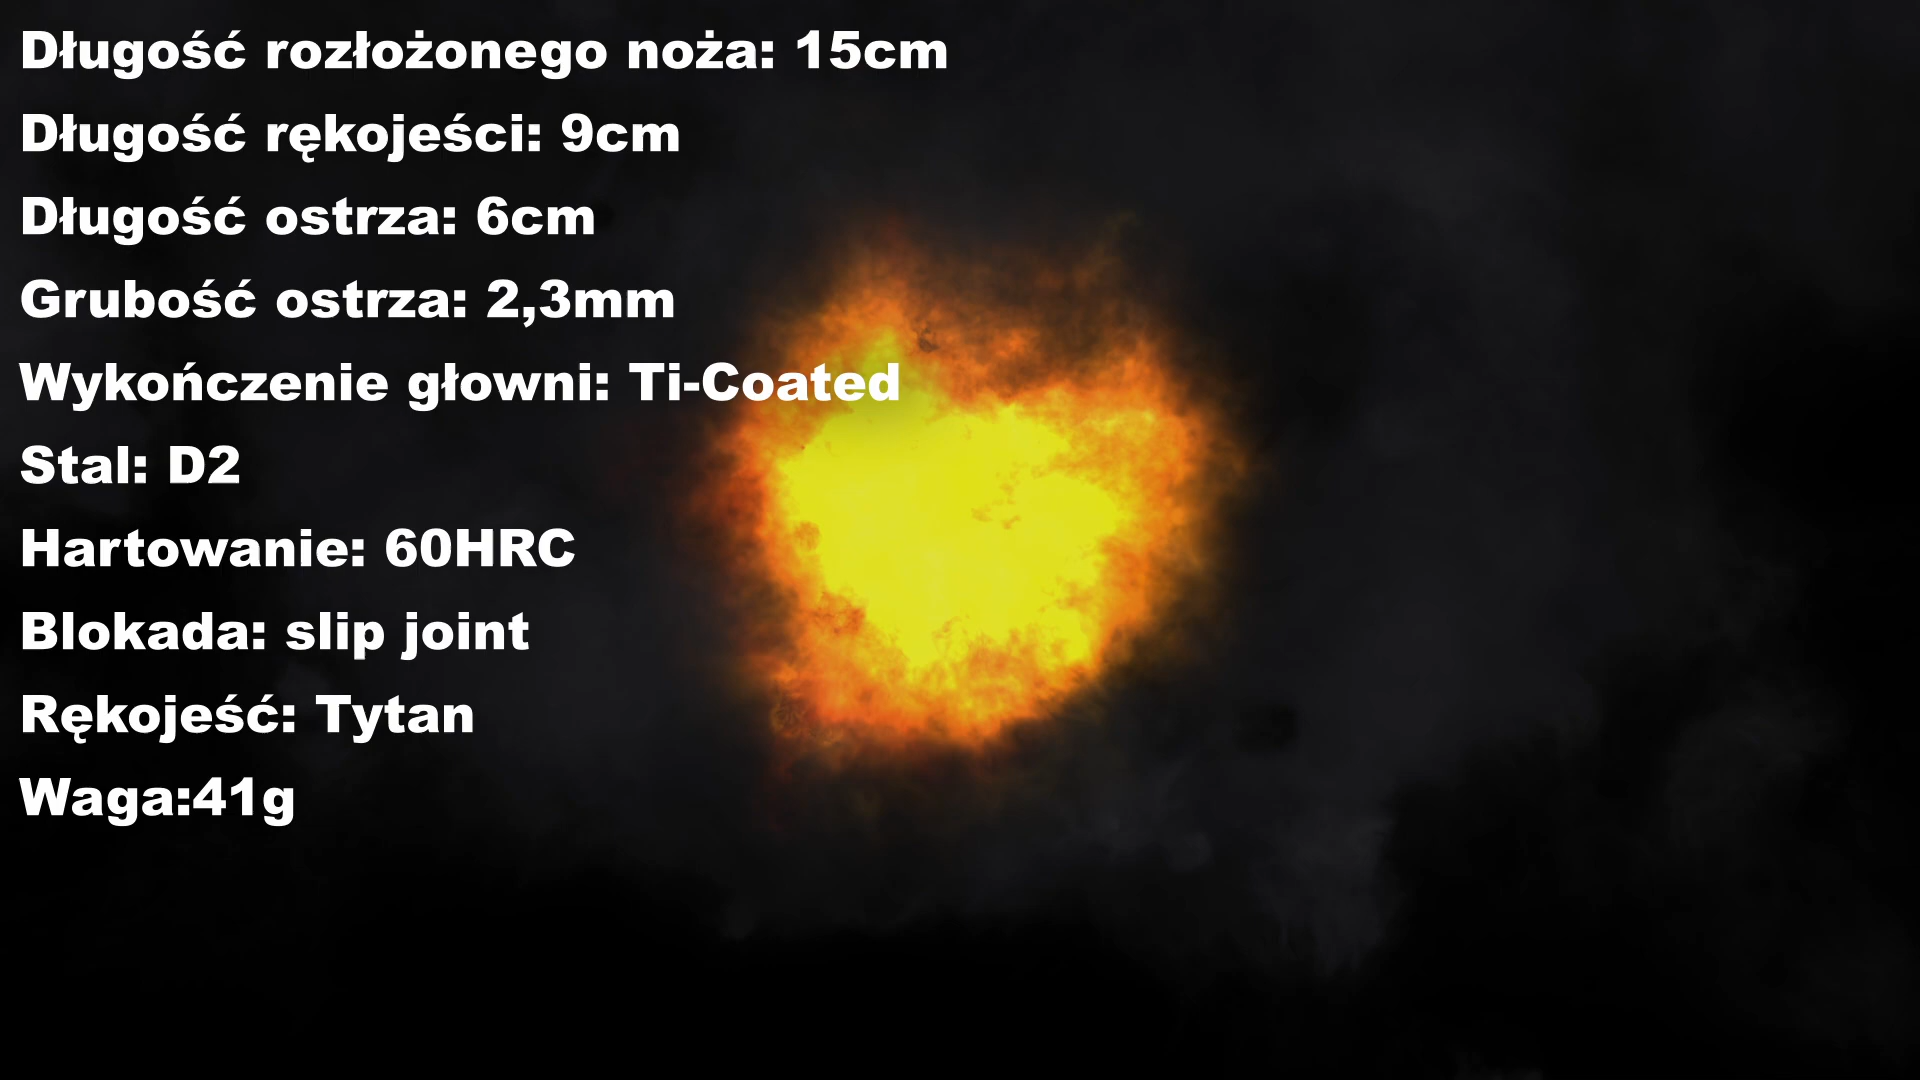 Długość rozłożonego noża: 15cm
Długość rękojeści: 9cm
Długość ostrza: 6cm
Grubość ostrza: 2,3mm
Wykończenie głowni: Ti-Coated
Stal: D2
Hartowanie: 60HRC
Blokada: slip joint
Rękojeść: Tytan
Waga:41g